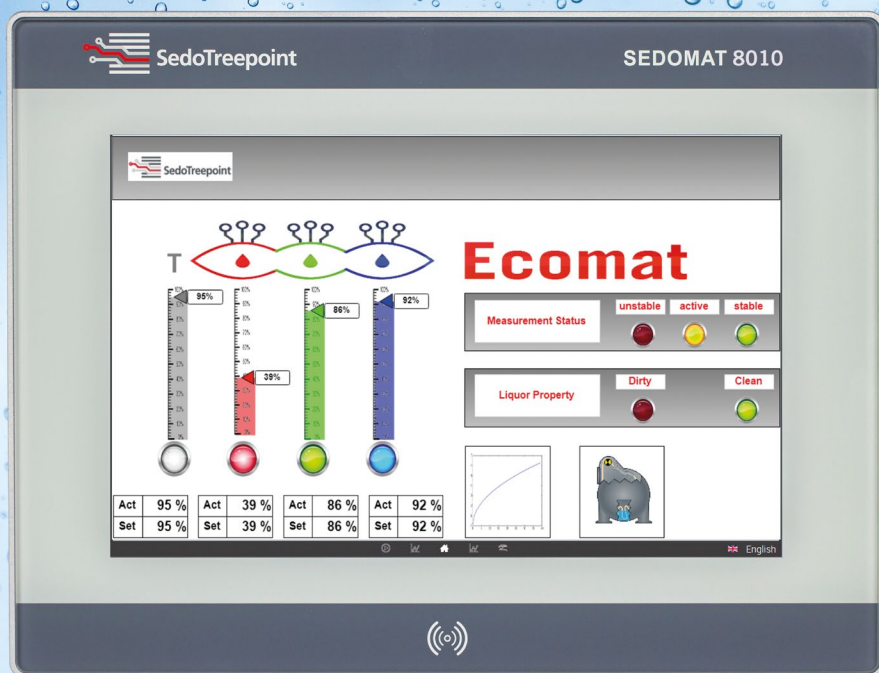 SedoTreepoint
SEDOMAT 8010
SedoTreepoint
T
Ecomat
95%
39%
86%
92%
Measurement Status
unstable
active
stable
Liquor Property
Dirty
Clean
Act 95 %
Set 95 %
Act 39 %
Set 39 %
Act 86 %
Set 86 %
Act 92 %
Set 92 %
English